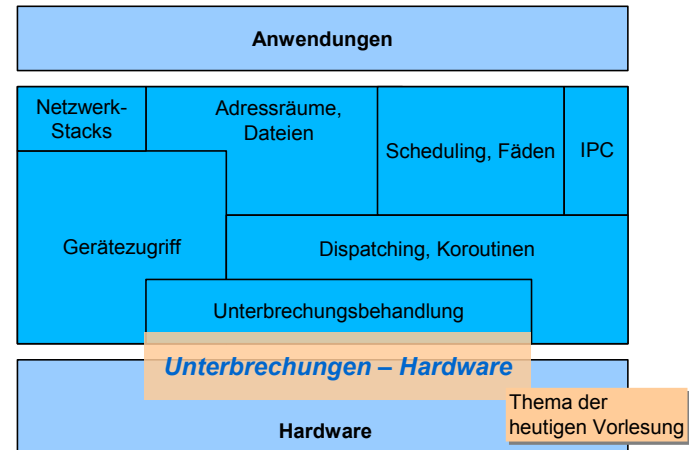 Anwendungen
Netzwerk-
Stacks
Adressräume,
Dateien
Scheduling, Fäden
IPC
Gerätezugriff
Dispatching, Koroutinen
Unterbrechungsbehandlung
Unterbrechungen – Hardware
Thema der
heutigen Vorlesung
Hardware